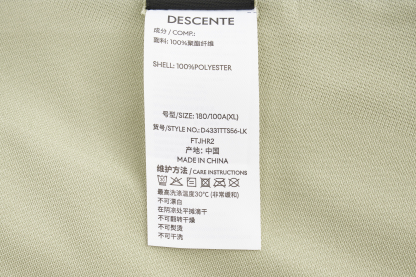 DESCENTE
成分 / COMP.:
面料: 100%聚酯纤维
SHELL: 100%POLYESTER
号型/SIZE: 180/100A(XL)
货号/STYLE NO.: D4331TTS56-LK
FTJHR2
产地: 中国
MADE IN CHINA
维护方法 / CARE INSTRUCTIONS
最高洗涤温度30℃ (非常缓和)
不可漂白
在阴凉处平摊滴干
不可翻转干燥
不可熨烫
不可干洗